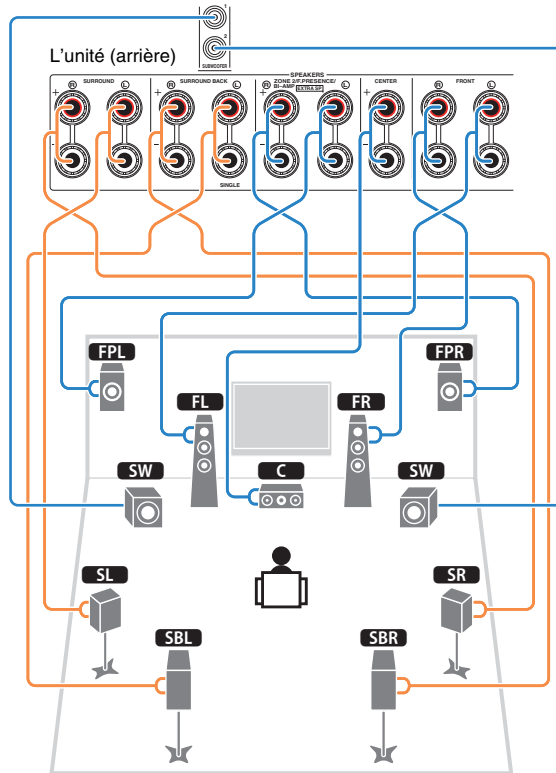 1
2
SUBWOOFER
L’unité (arrière)
SPEAKERS
R SURROUND L
R SURROUND BACK L
R ZONE 2/F.PRESENCE/ L
BI-AMP EXTRA SP
CENTER
R FRONT L
+ + + + +
- - - - -
SINGLE
FPL FPR
FL FR
SW C SW
SL SR
SBL SBR